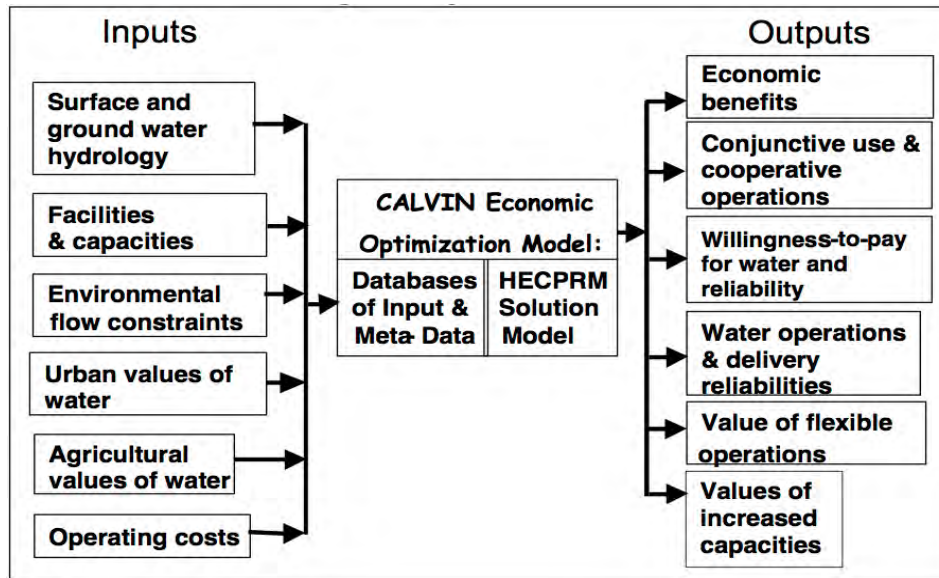 Inputs
Surface and
ground water
hydrology
Facilities
& capacities
Environmental
flow constraints
Urban values of
water
Agricultural
values of water
Operating costs
CALVIN Economic
Optimization Model:
Databases
of Input &
Meta- Data
HECPRM
Solution
Model
Outputs
Economic
benefits
Conjunctive use &
cooperative
operations
Willingness-to-pay
for water and
reliability
Water operations
& delivery
reliabilities
Value of flexible
operations
Values of
increased
capacities